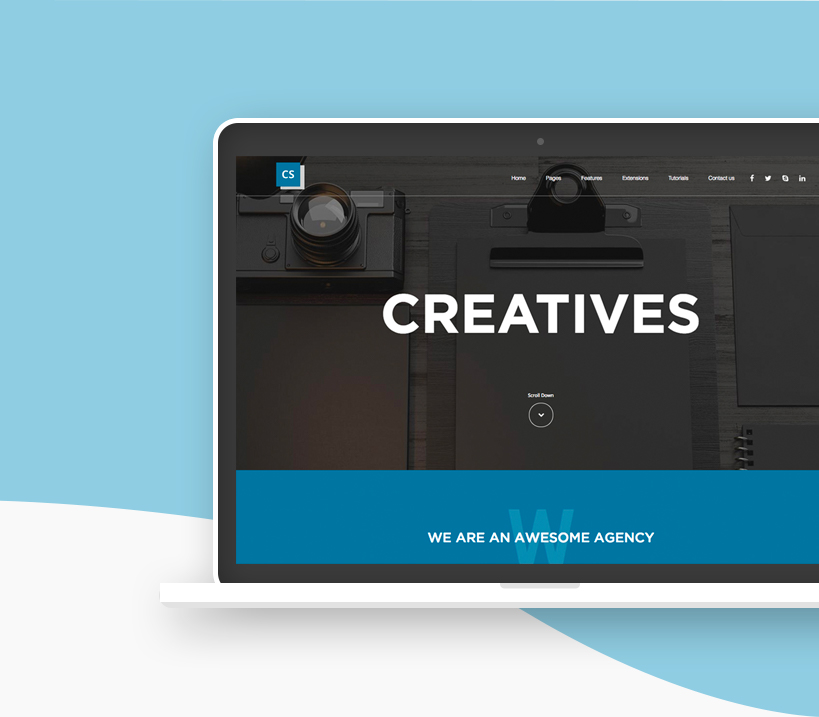 CS
Home Pages Features Extensions Tutorials Contact us
CREATIVES
Scroll Down
W
WE ARE AN AWESOME AGENCY